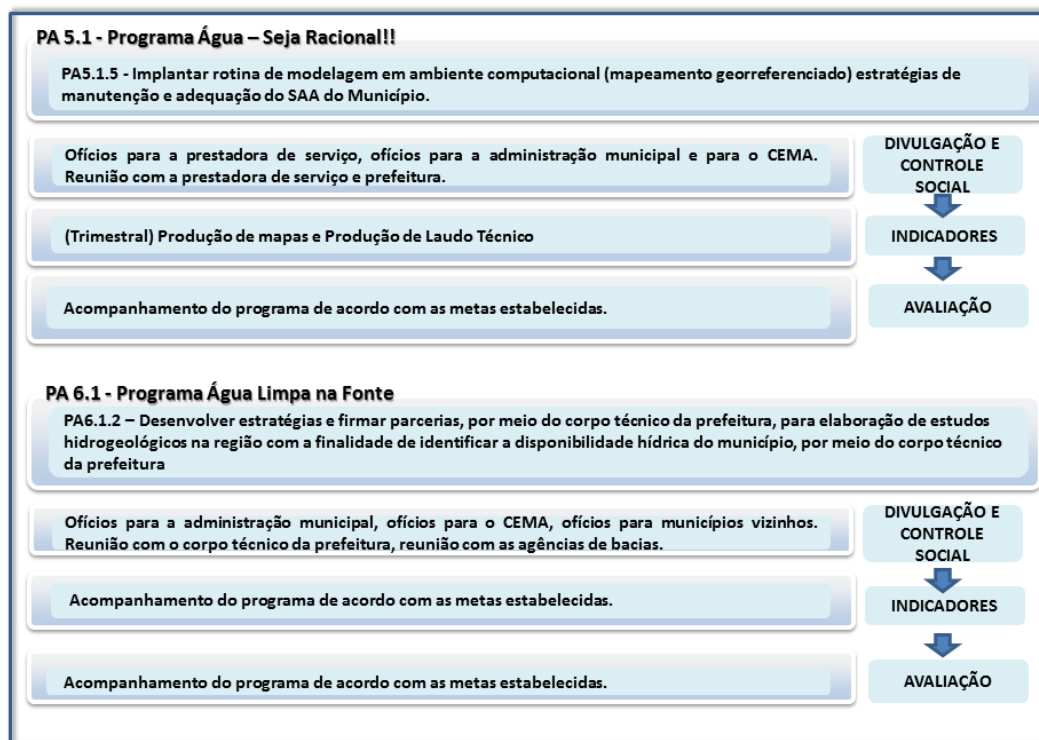 PA 5.1 - Programa Água – Seja Racional!!
PA5.1.5 - Implantar rotina de modelagem em ambiente computacional (mapeamento georreferenciado) estratégias de
manutenção e adequação do SAA do Município.
Ofícios para a prestadora de serviço, ofícios para a administração municipal e para o CEMA.
Reunião com a prestadora de serviço e prefeitura.
DIVULGAÇÃO E
CONTROLE
SOCIAL
(Trimestral) Produção de mapas e Produção de Laudo Técnico
INDICADORES
Acompanhamento do programa de acordo com as metas estabelecidas.
AVALIAÇÃO
PA 6.1 - Programa Água Limpa na Fonte
PA6.1.2 – Desenvolver estratégias e firmar parcerias, por meio do corpo técnico da prefeitura, para elaboração de estudos
hidrogeológicos na região com a finalidade de identificar a disponibilidade hídrica do município, por meio do corpo técnico
da prefeitura
Ofícios para a administração municipal, ofícios para o CEMA, ofícios para municípios vizinhos.
Reunião com o corpo técnico da prefeitura, reunião com as agências de bacias.
DIVULGAÇÃO E
CONTROLE
SOCIAL
Acompanhamento do programa de acordo com as metas estabelecidas.
INDICADORES
Acompanhamento do programa de acordo com as metas estabelecidas.
AVALIAÇÃO